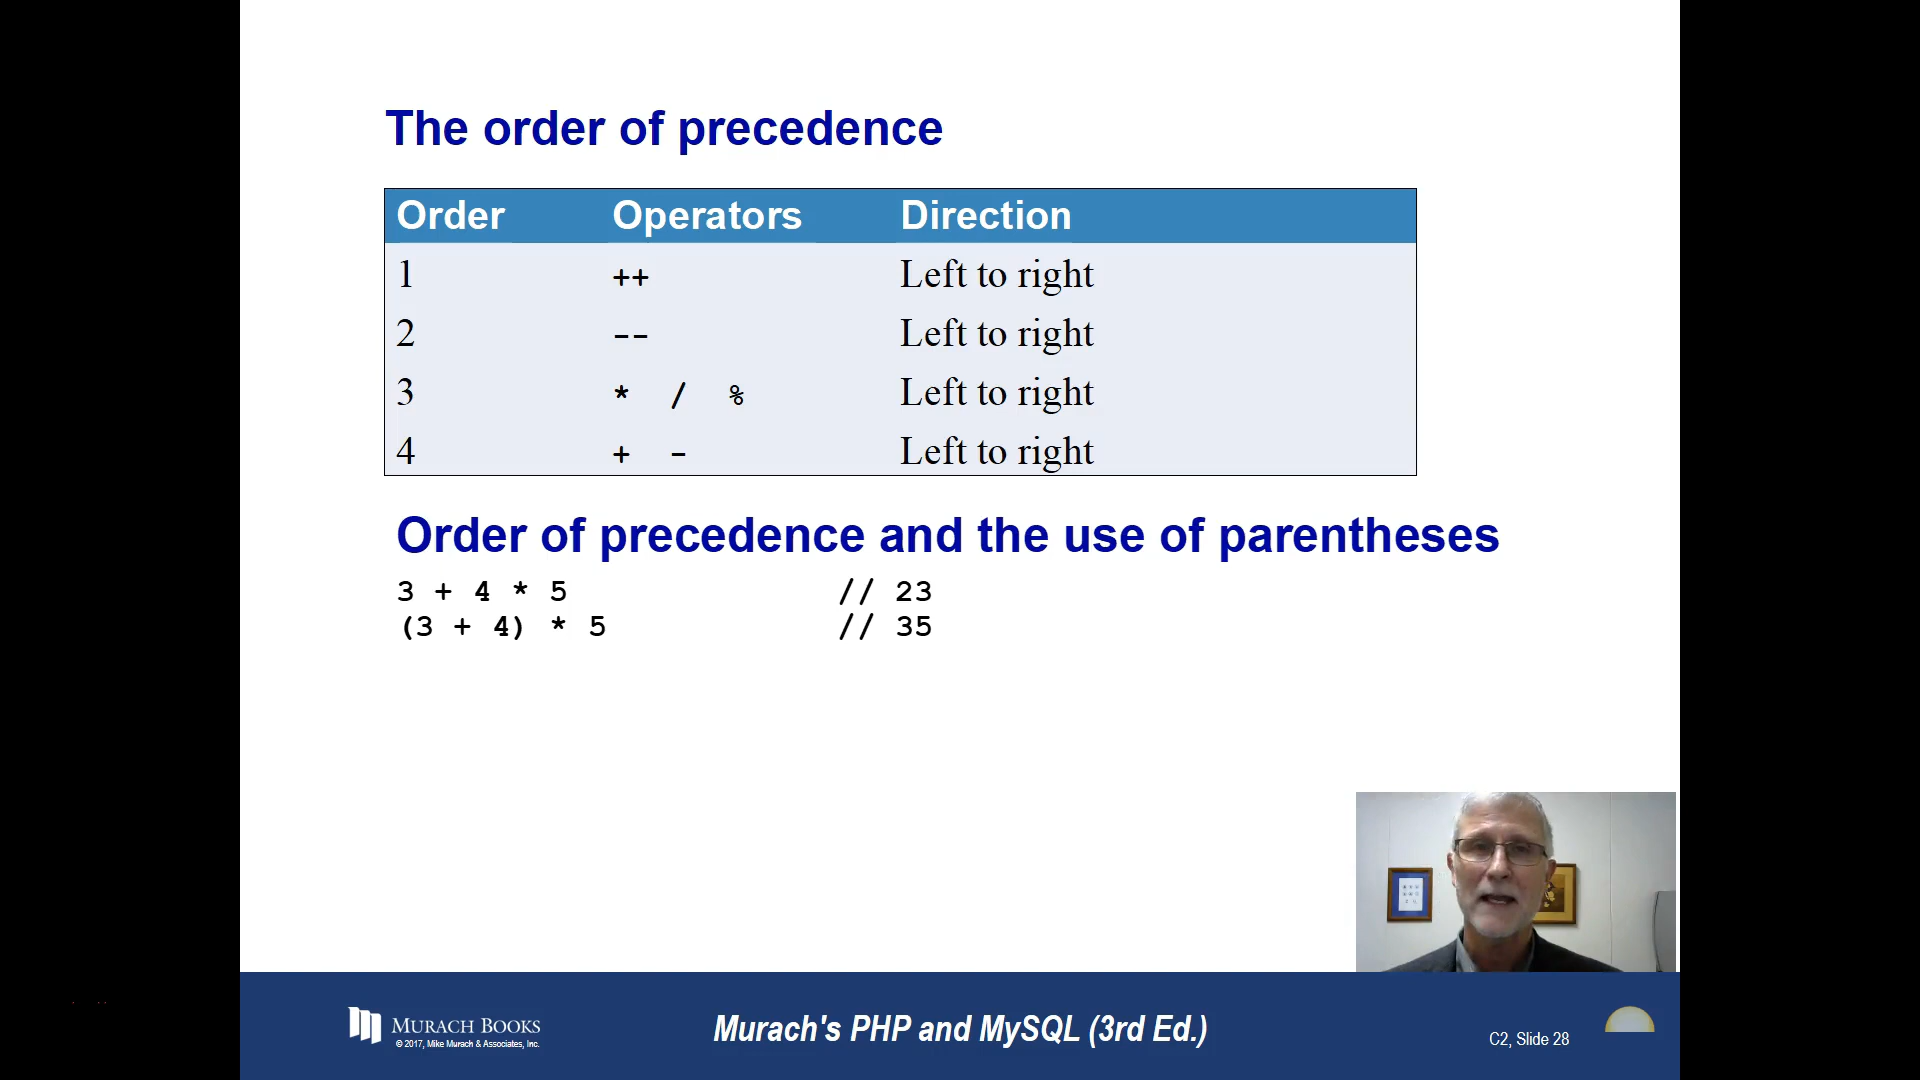 The order of precedence
Order Operators Direction
1 ++ Left to right
2 -- Left to right
3 * / % Left to right
4 + - Left to right
Order of precedence and the use of parentheses
3 + 4 * 5 // 23
(3 + 4) * 5 // 35
MURACH BOOKS
© 2017, Mike Murach & Associates, Inc.
Murach's PHP and MySQL (3rd Ed.)
C2, Slide 28